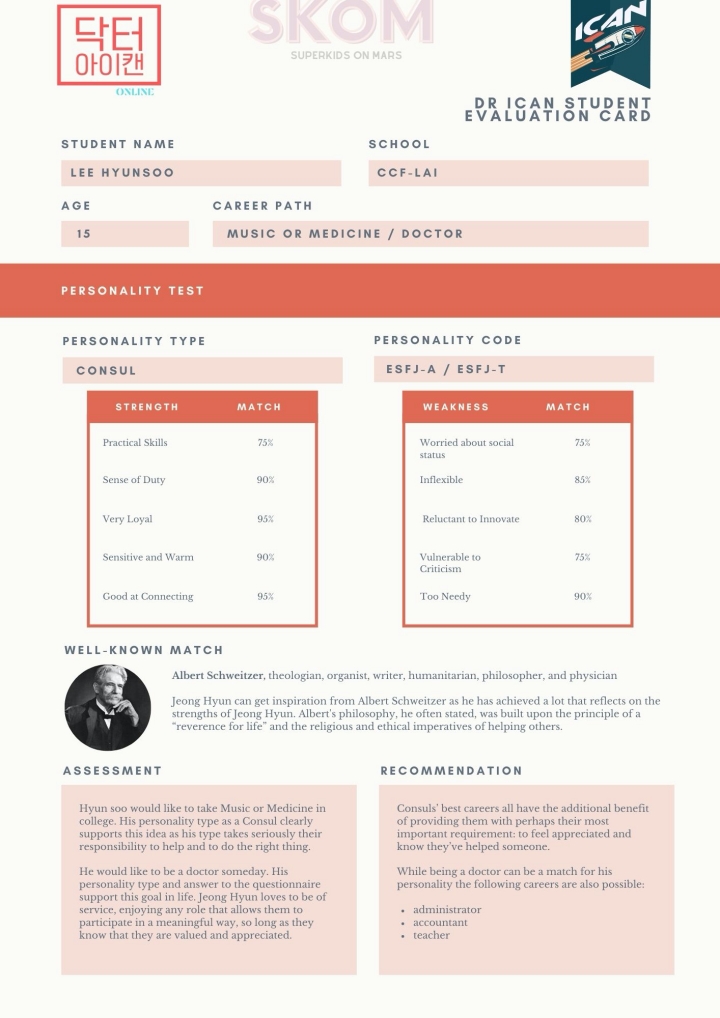 닥터
아이캔
ONLINE
SKOM
SUPERKIDS ON MARS
ICAN
DR ICAN STUDENT
EVALUATION CARD
STUDENT NAME
SCHOOL
LEE HYUNSOO
CCF-LAI
AGE
CAREER PATH
15
MUSIC OR MEDICINE / DOCTOR
PERSONALITY TEST
PERSONALITY TYPE
PERSONALITY CODE
CONSUL
ESFJ-A / ESFJ-T
STRENGTH MATCH
Practical Skills 75%
Sense of Duty 90%
Very Loyal 95%
Sensitive and Warm 90%
Good at Connecting 95%
WEAKNESS MATCH
Worried about social 75%
status
Inflexible 85%
Reluctant to Innovate 80%
Vulnerable to 75%
Criticism
Too Needy 90%
WELL-KNOWN MATCH
Albert Schweitzer, theologian, organist, writer, humanitarian, philosopher, and physician
Jeong Hyun can get inspiration from Albert Schweitzer as he has achieved a lot that reflects on the
strengths of Jeong Hyun. Albert's philosophy, he often stated, was built upon the principle of a
“reverence for life” and the religious and ethical imperatives of helping others.
ASSESSMENT
Hyun soo would like to take Music or Medicine in
college. His personality type as a Consul clearly
supports this idea as his type takes seriously their
responsibility to help and to do the right thing.
He would like to be a doctor someday. His
personality type and answer to the questionnaire
support this goal in life. Jeong Hyun loves to be of
service, enjoying any role that allows them to
participate in a meaningful way, so long as they
know that they are valued and appreciated.
RECOMMENDATION
Consuls’ best careers all have the additional benefit
of providing them with perhaps their most
important requirement: to feel appreciated and
know they’ve helped someone.
While being a doctor can be a match for his
personality the following careers are also possible:
• administrator
• accountant
• teacher